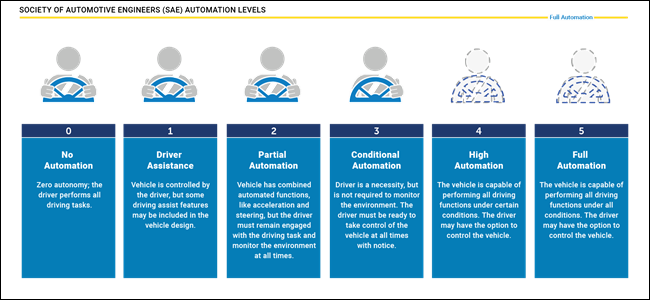 SOCIETY OF AUTOMOTIVE ENGINEERS (SAE) AUTOMATION LEVELS
Full Automation
0
No
Automation
Zero autonomy; the
driver performs all
driving tasks.
1
Driver
Assistance
Vehicle is controlled by
the driver, but some
driving assist features
may be included in the
vehicle design.
2
Partial
Automation
Vehicle has combined
automated functions,
like acceleration and
steering, but the driver
must remain engaged
with the driving task and
monitor the environment
at all times.
3
Conditional
Automation
Driver is a necessity, but
is not required to monitor
the environment. The
driver must be ready to
take control of the
vehicle at all times
with notice.
4
High
Automation
The vehicle is capable of
performing all driving
functions under certain
conditions. The driver
may have the option to
control the vehicle.
5
Full
Automation
The vehicle is capable of
performing all driving
functions under all
conditions. The driver
may have the option to
control the vehicle.